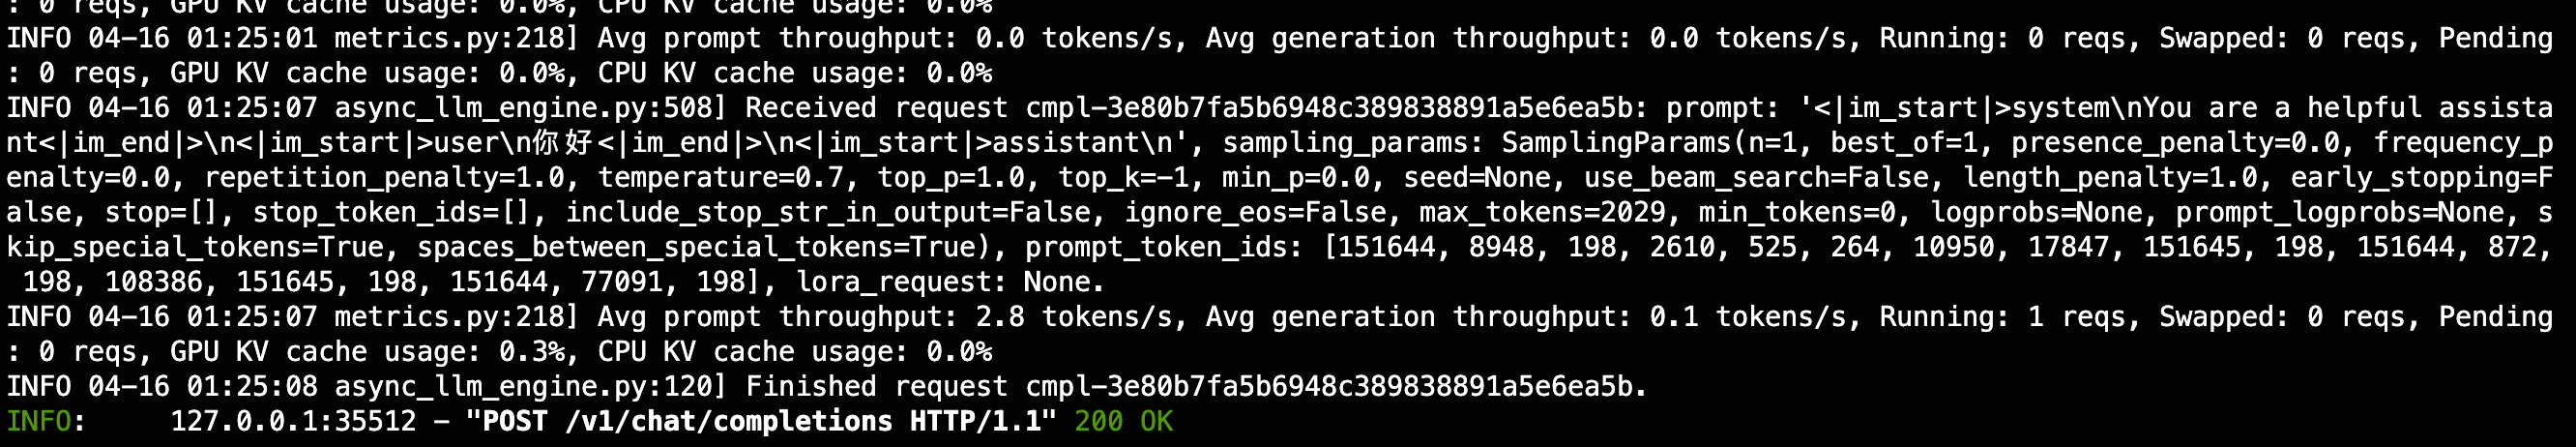 : 0 reqs, GPU KV cache usage: 0.0%, CPU KV cache usage: 0.0%
INFO 04-16 01:25:01 metrics.py:218] Avg prompt throughput: 0.0 tokens/s, Avg generation throughput: 0.0 tokens/s, Running: 0 reqs, Swapped: 0 reqs, Pending
: 0 reqs, GPU KV cache usage: 0.0%, CPU KV cache usage: 0.0%
INFO 04-16 01:25:07 async_llm_engine.py:508] Received request cmpl-3e80b7fa5b6948c389838891a5e6ea5b: prompt: '<|im_start|>system\nYou are a helpful assista
nt<|im_end|>\n<|im_start|>user\n你好<|im_end|>\n<|im_start|>assistant\n', sampling_params: SamplingParams(n=1, best_of=1, presence_penalty=0.0, frequency_p
enalty=0.0, repetition_penalty=1.0, temperature=0.7, top_p=1.0, top_k=-1, min_p=0.0, seed=None, use_beam_search=False, length_penalty=1.0, early_stopping=F
alse, stop=[], stop_token_ids=[], include_stop_str_in_output=False, ignore_eos=False, max_tokens=2029, min_tokens=0, logprobs=None, prompt_logprobs=None, s
kip_special_tokens=True, spaces_between_special_tokens=True), prompt_token_ids: [151644, 8948, 198, 2610, 525, 264, 10950, 17847, 151645, 198, 151644, 872,
 198, 108386, 151645, 198, 151644, 77091, 198], lora_request: None.
INFO 04-16 01:25:07 metrics.py:218] Avg prompt throughput: 2.8 tokens/s, Avg generation throughput: 0.1 tokens/s, Running: 1 reqs, Swapped: 0 reqs, Pending
: 0 reqs, GPU KV cache usage: 0.3%, CPU KV cache usage: 0.0%
INFO 04-16 01:25:08 async_llm_engine.py:120] Finished request cmpl-3e80b7fa5b6948c389838891a5e6ea5b.
INFO:     127.0.0.1:35512 - "POST /v1/chat/completions HTTP/1.1" 200 OK